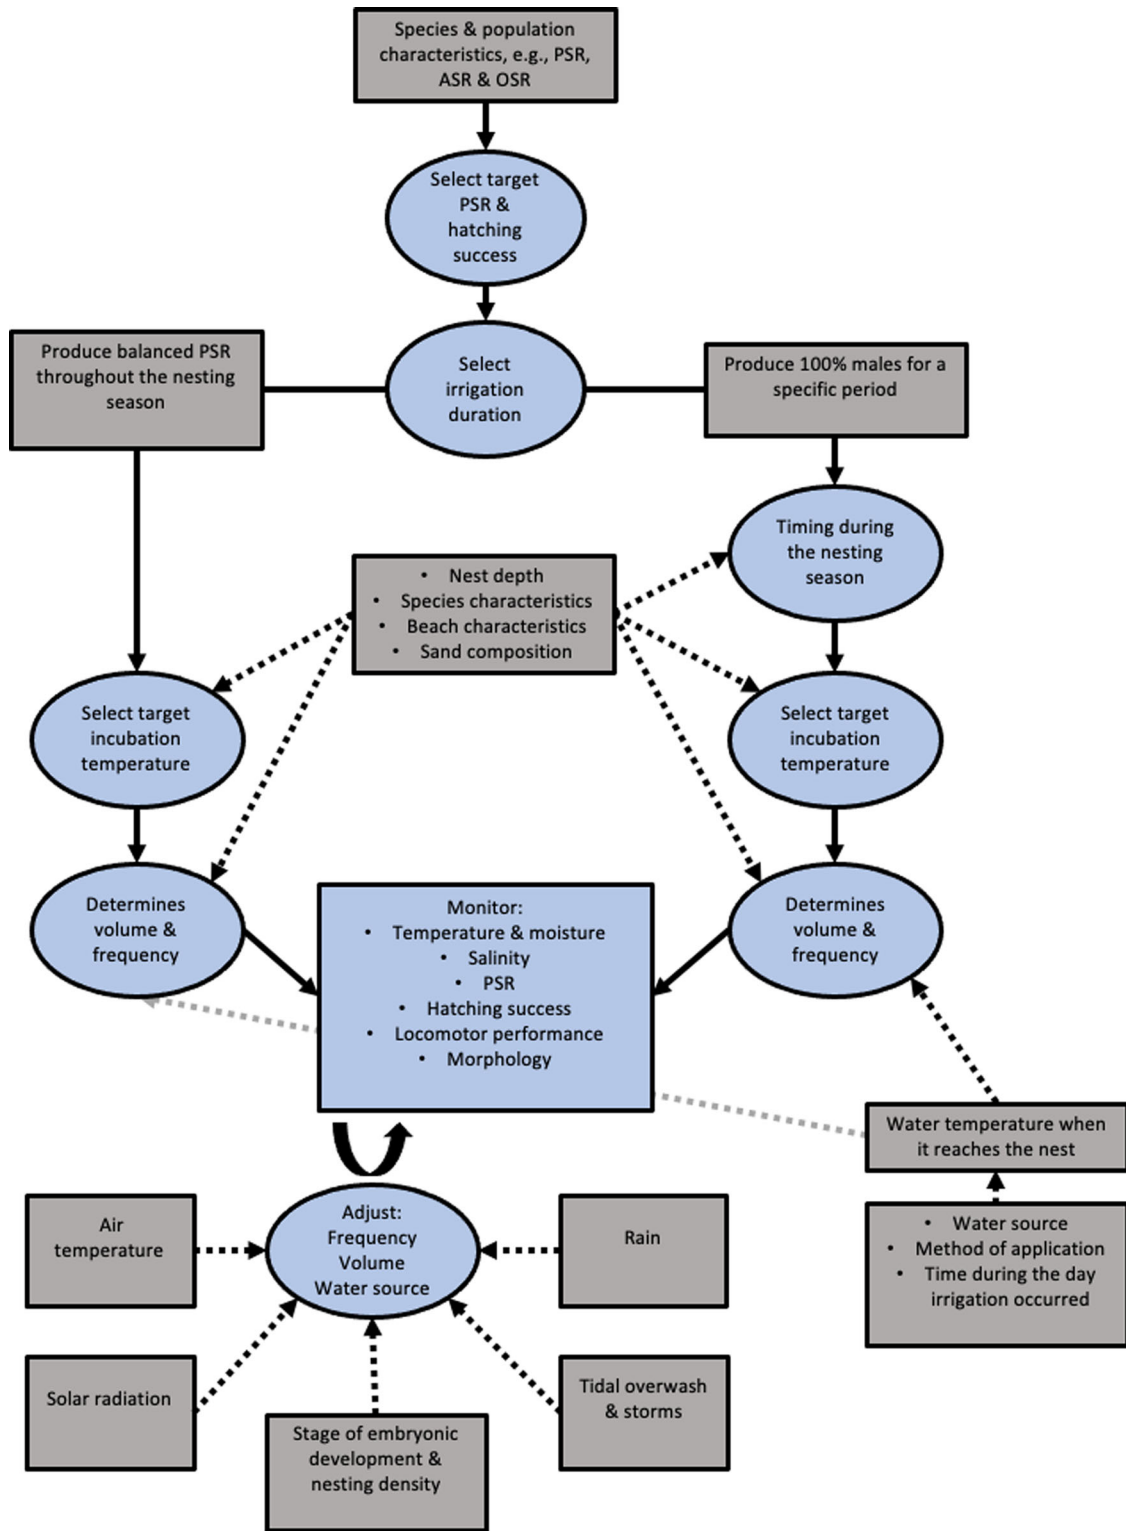 Species & population
characteristics, e.g., PSR,
ASR & OSR
Select target
PSR &
hatching
success
Select
irrigation
duration
Produce balanced PSR
throughout the nesting
season
Produce 100% males for a
specific period
Timing during
the nesting
season
• Nest depth
• Species characteristics
• Beach characteristics
• Sand composition
Select target
incubation
temperature
Select target
incubation
temperature
Determines
volume &
frequency
Monitor:
• Temperature & moisture
• Salinity
• PSR
• Hatching success
• Locomotor performance
• Morphology
Determines
volume &
frequency
Water temperature when
it reaches the nest
• Water source
• Method of application
• Time during the day
irrigation occurred
Air
temperature
Adjust:
Frequency
Volume
Water source
Rain
Solar radiation
Stage of embryonic
development &
nesting density
Tidal overwash
& storms